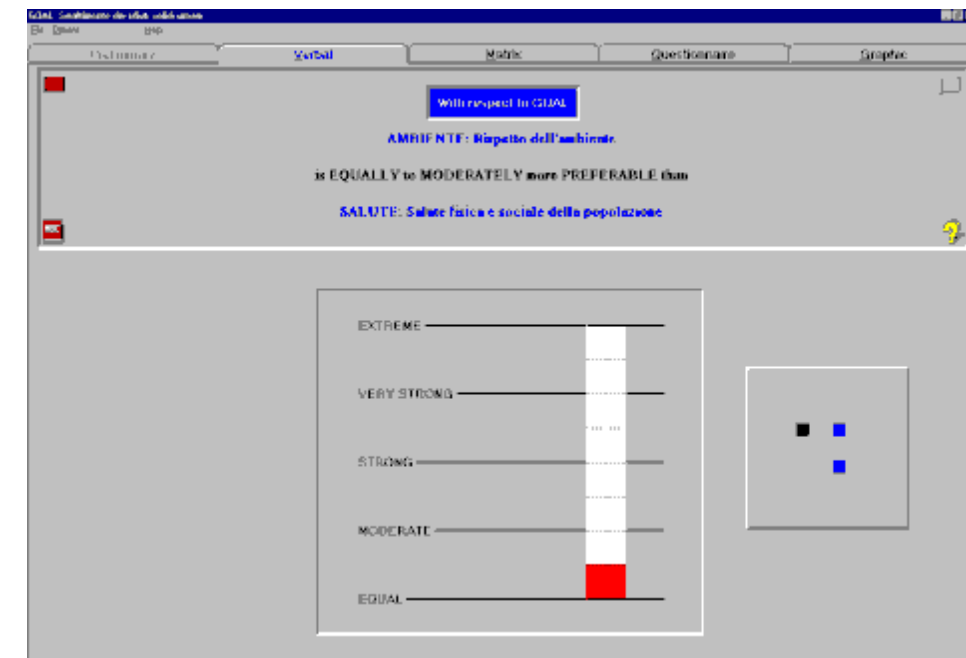 Help
Verbal
Matrix
Questionnaire
Graphic
With respect to GOAL
AMBIENTE: Rispetto dell'ambiente
is EQUALLY to MODERATELY more PREFERABLE than
SALUTE: Salute fisica e sociale della popolazione
EXTREME
VERY STRONG
STRONG
MODERATE
EQUAL